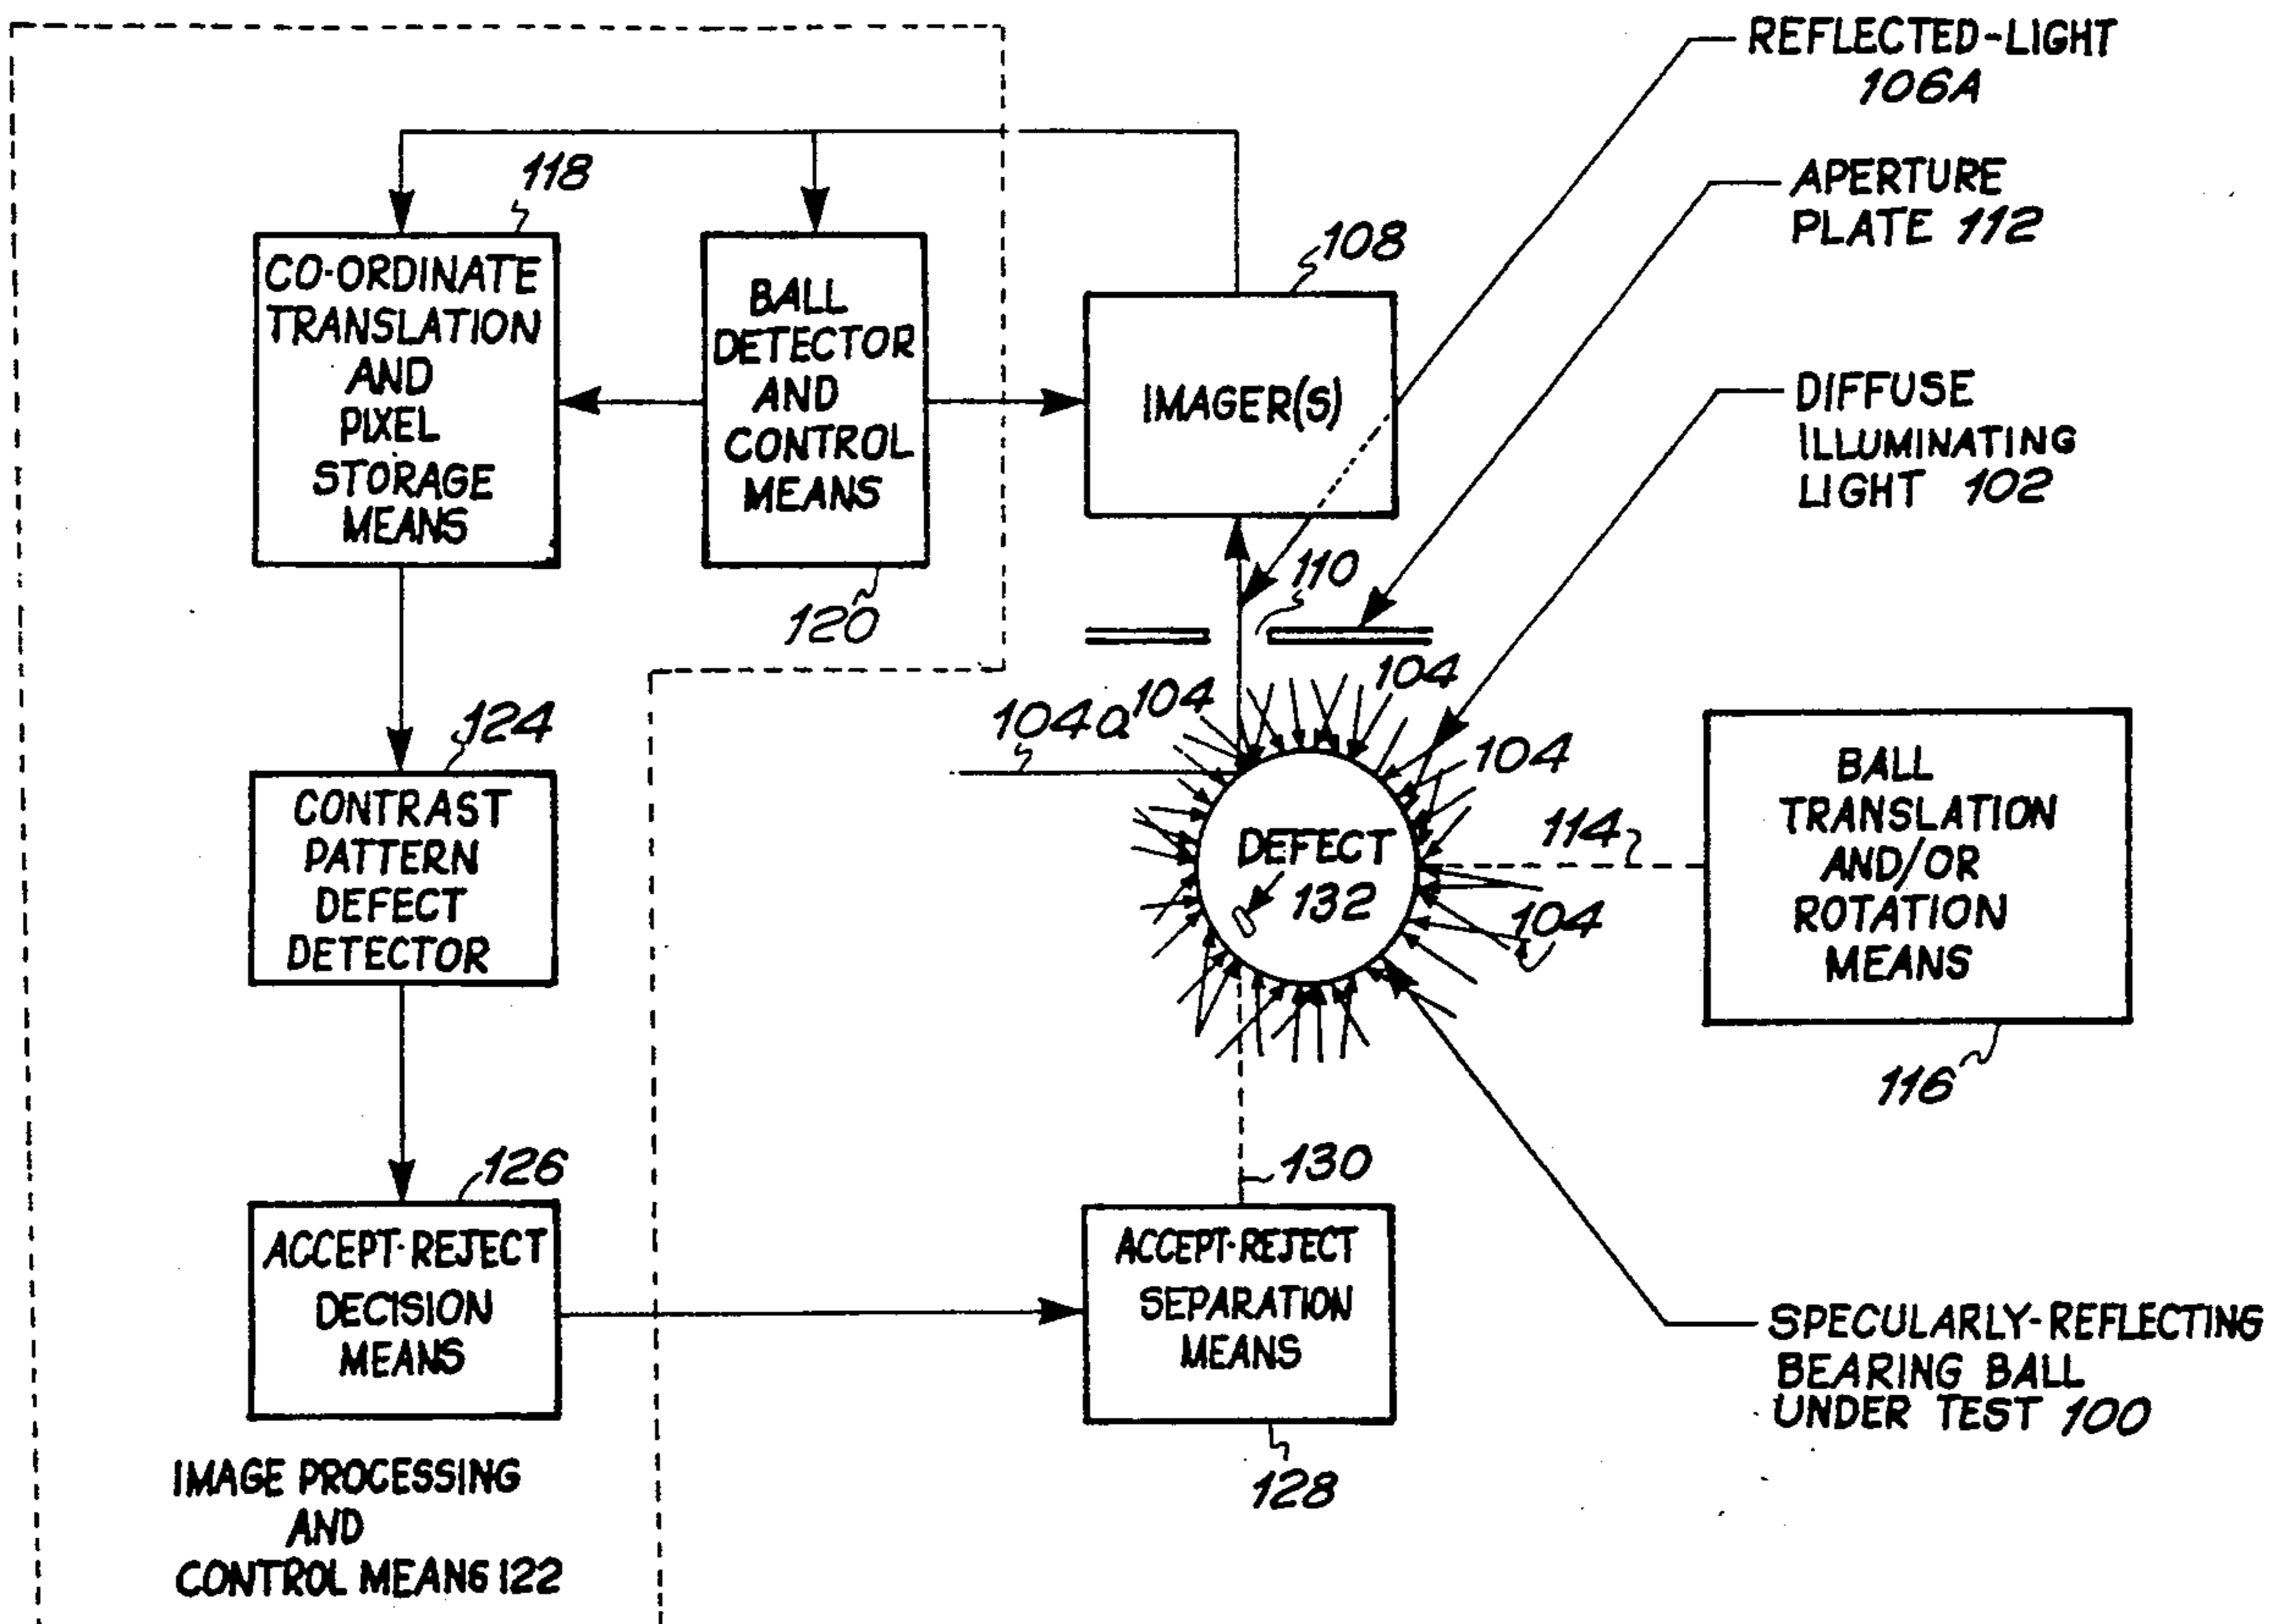 REFLECTED-LIGHT
106A
APERTURE
PLATE 112
DIFFUSE
ILLUMINATING
LIGHT 102
118
CO-ORDINATE
TRANSLATION
AND
PIXEL
STORAGE
MEANS
BALL
DETECTOR
AND
CONTROL
MEANS
120
108
IMAGER(S)
110
104a
104
104
104
104
DEFECT
132
114
BALL
TRANSLATION
AND/OR
ROTATION
MEANS
116
124
CONTRAST
PATTERN
DEFECT
DETECTOR
126
ACCEPT-REJECT
DECISION
MEANS
130
ACCEPT-REJECT
SEPARATION
MEANS
128
SPECULARLY-REFLECTING
BEARING BALL
UNDER TEST 100
IMAGE PROCESSING
AND
CONTROL MEANS 122